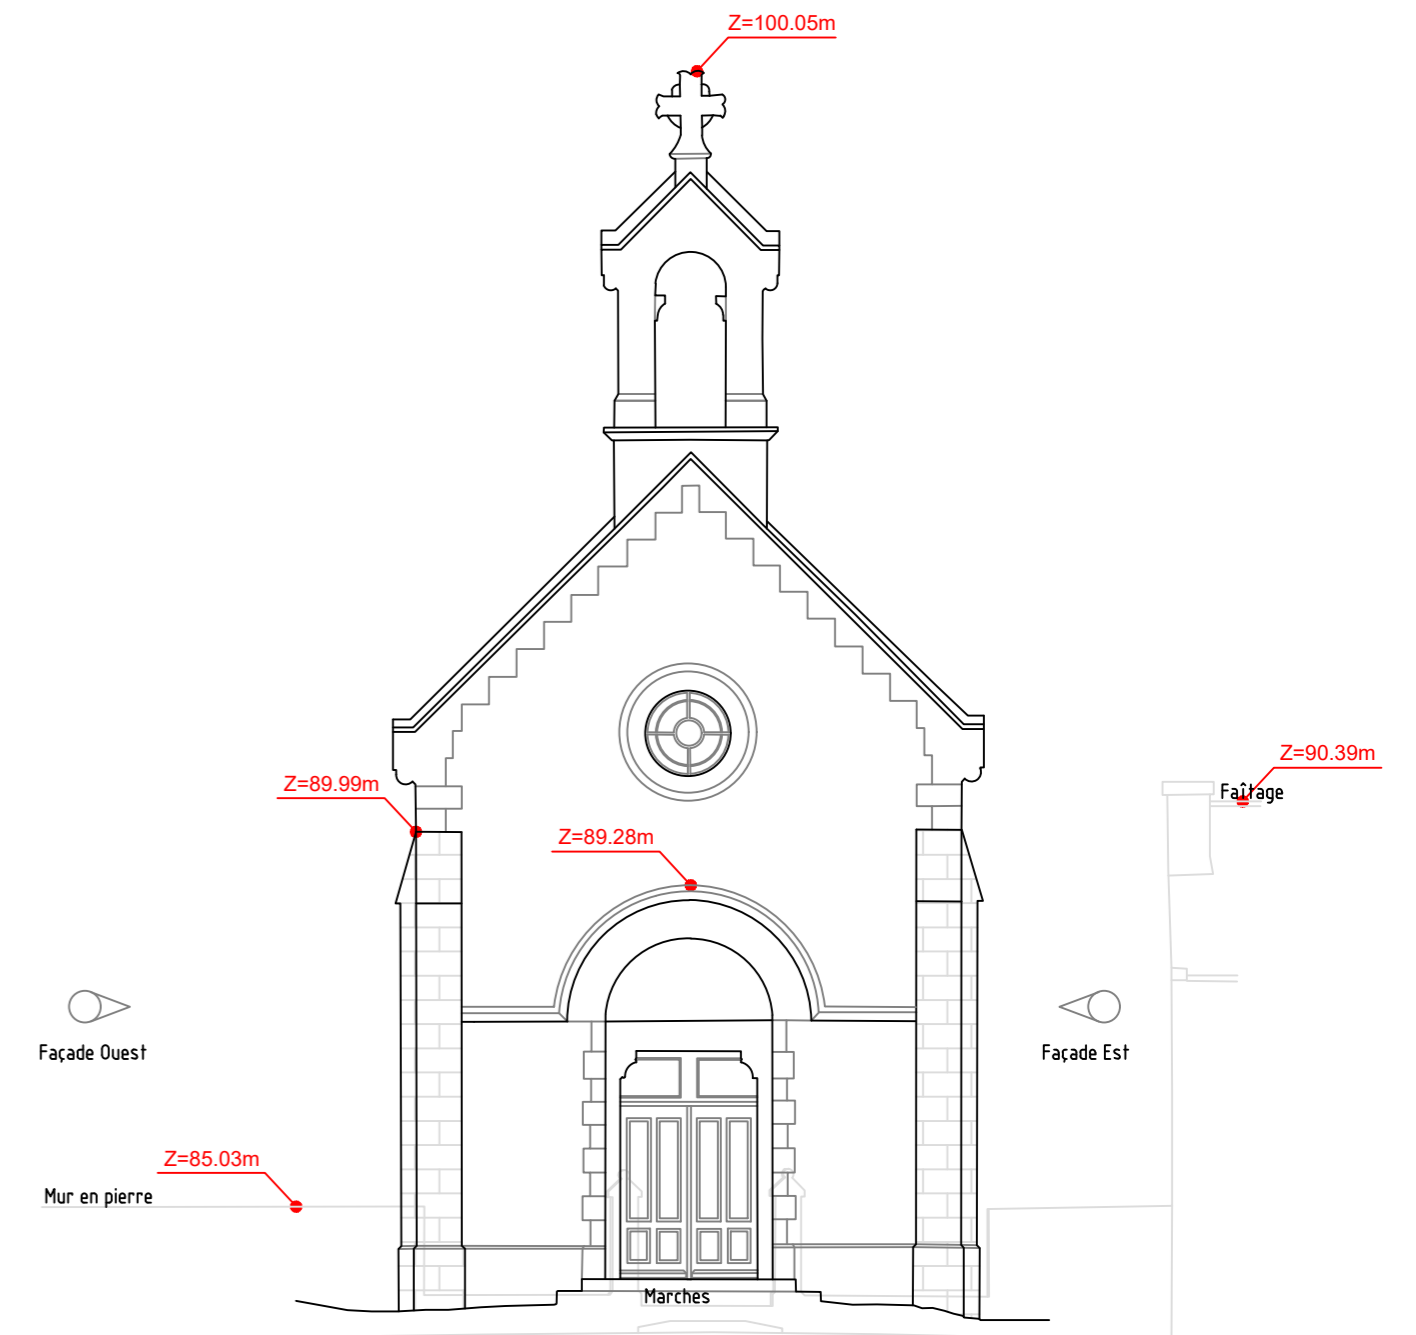 Z=100.05m
Z=90.39m
Faîtage
Z=89.99m
Z=89.28m
Façade Ouest
Façade Est
Z=85.03m
Mur en pierre
Marches